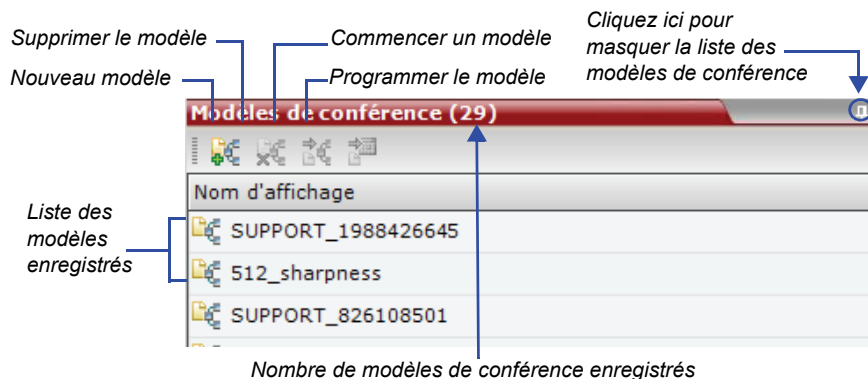 Cliquez ici pour
masquer la liste des
modèles de conférence
Supprimer le modèle
Commencer un modèle
Nouveau modèle
Programmer le modèle
Modèles de conférence (29)
Nom d'affichage
Liste des
modèles
enregistrés
SUPPORT_1988426645
512_sharpness
SUPPORT_826108501
Nombre de modèles de conférence enregistrés